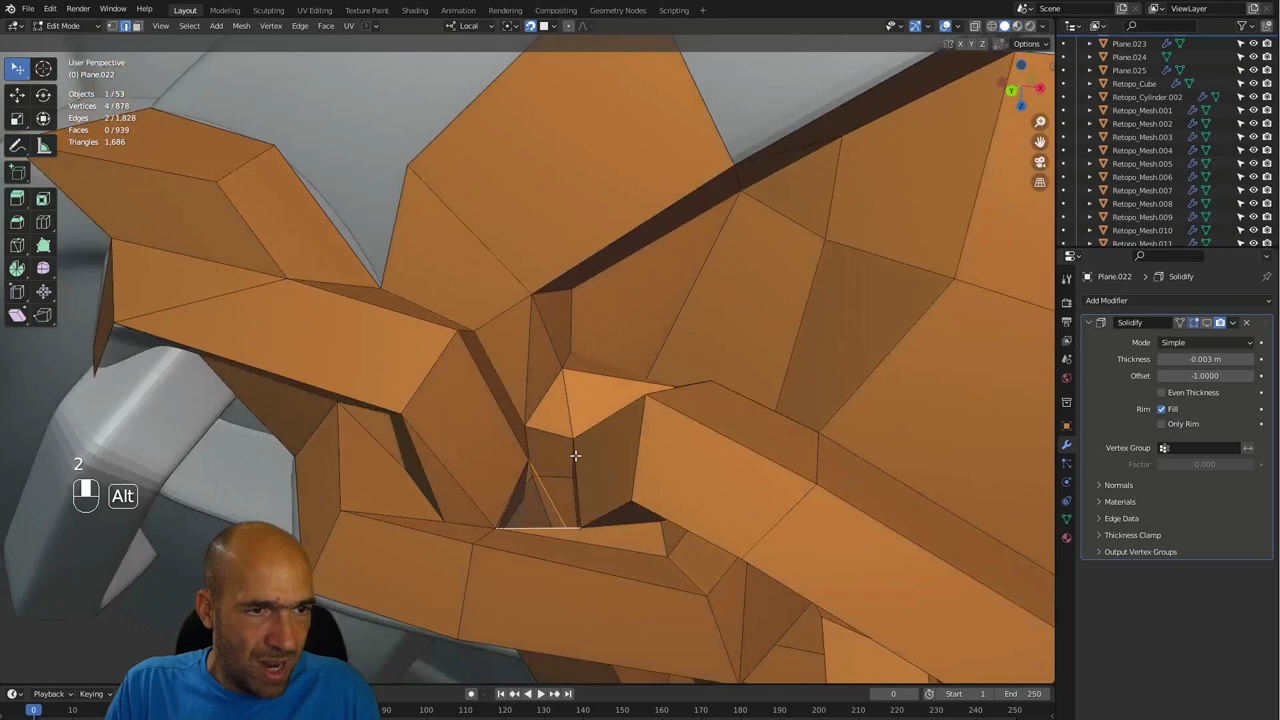 File Edit Render Window Help Layout Modeling Sculpting UV Editing Texture Paint Shading Animation Rendering Compositing Geometry Nodes Scripting Scene ViewLayer
Edit Mode View Select Add Mesh Vertex Edge Face UV Local
X Y Z Options
User Perspective
(0) Plane.022
Objects 1/53
Vertices 4/878
Edges 2/1,828
Faces 0/939
Triangles 1,686
Y X
Z
2
Alt
Plane.023
Plane.024
Plane.025
Retopo_Cube
Retopo_Cylinder.002
Retopo_Mesh.001
Retopo_Mesh.002
Retopo_Mesh.003
Retopo_Mesh.004
Retopo_Mesh.005
Retopo_Mesh.006
Retopo_Mesh.007
Retopo_Mesh.008
Retopo_Mesh.009
Retopo_Mesh.010
Retopo_Mesh.011
Plane.022 Solidify
Add Modifier
Solidify
Mode Simple
Thickness -0.003 m
Offset -1.0000
Even Thickness
Rim Fill
Only Rim
Vertex Group
Factor 0.000
Normals
Materials
Edge Data
Thickness Clamp
Output Vertex Groups
Playback Keying 0 Start 1 End 250
0 10 70 80 90 100 110 120 130 140 150 160 170 180 190 200 210 220 230 240 250